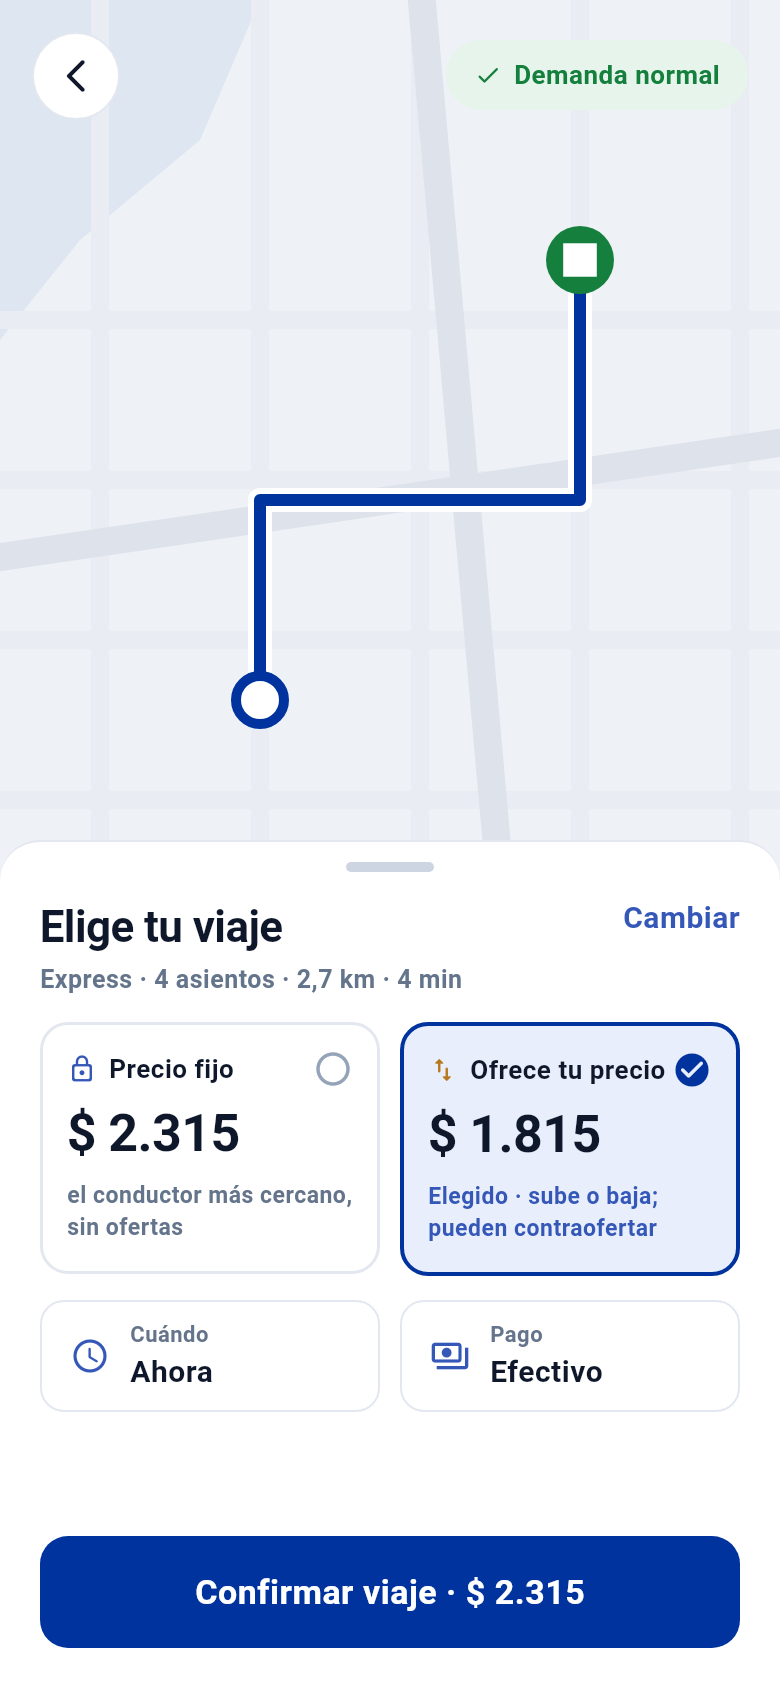 Demanda normal
Elige tu viaje
Cambiar
Express · 4 asientos · 2,7 km · 4 min
Precio fijo
$ 2.315
el conductor más cercano,
sin ofertas
Ofrece tu precio
$ 1.815
Elegido · sube o baja;
pueden contraofertar
Cuándo
Ahora
Pago
Efectivo
Confirmar viaje · $ 2.315